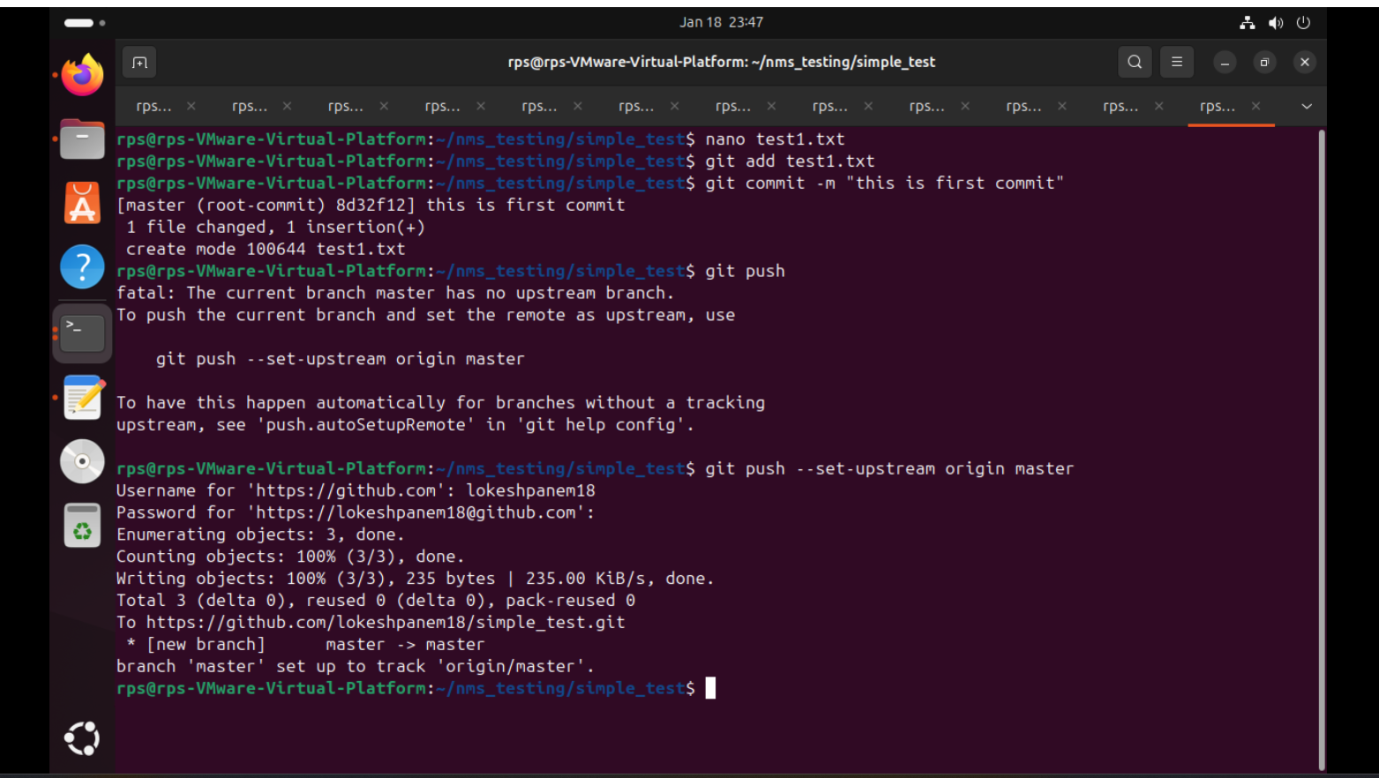 Jan 18 23:47
rps@rps-VMware-Virtual-Platform: ~/nms_testing/simple_test
rps... × rps... × rps... × rps... × rps... × rps... × rps... × rps... × rps... × rps... × rps... × rps... ×
rps@rps-VMware-Virtual-Platform:~/nms_testing/simple_test$ nano test1.txt
rps@rps-VMware-Virtual-Platform:~/nms_testing/simple_test$ git add test1.txt
rps@rps-VMware-Virtual-Platform:~/nms_testing/simple_test$ git commit -m "this is first commit"
[master (root-commit) 8d32f12] this is first commit
 1 file changed, 1 insertion(+)
 create mode 100644 test1.txt
rps@rps-VMware-Virtual-Platform:~/nms_testing/simple_test$ git push
fatal: The current branch master has no upstream branch.
To push the current branch and set the remote as upstream, use
    git push --set-upstream origin master
To have this happen automatically for branches without a tracking
upstream, see 'push.autoSetupRemote' in 'git help config'.
rps@rps-VMware-Virtual-Platform:~/nms_testing/simple_test$ git push --set-upstream origin master
Username for 'https://github.com': lokeshpanem18
Password for 'https://lokeshpanem18@github.com':
Enumerating objects: 3, done.
Counting objects: 100% (3/3), done.
Writing objects: 100% (3/3), 235 bytes | 235.00 KiB/s, done.
Total 3 (delta 0), reused 0 (delta 0), pack-reused 0
To https://github.com/lokeshpanem18/simple_test.git
 * [new branch]      master -> master
branch 'master' set up to track 'origin/master'.
rps@rps-VMware-Virtual-Platform:~/nms_testing/simple_test$